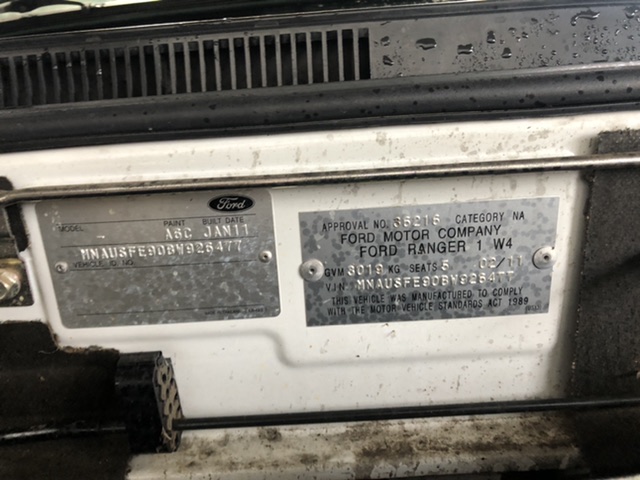 Ford
MODEL PAINT BUILT DATE
A6C JAN11
MNAUSFE90BW926477
VEHICLE ID. NO.
APPROVAL NO. 36216 CATEGORY NA
FORD MOTOR COMPANY
FORD RANGER 1 W4
GVM 3019 KG SEATS 5 02/11
VIN MNAUSFE90BW926477
THIS VEHICLE WAS MANUFACTURED TO COMPLY
WITH THE MOTOR VEHICLE STANDARDS ACT 1989